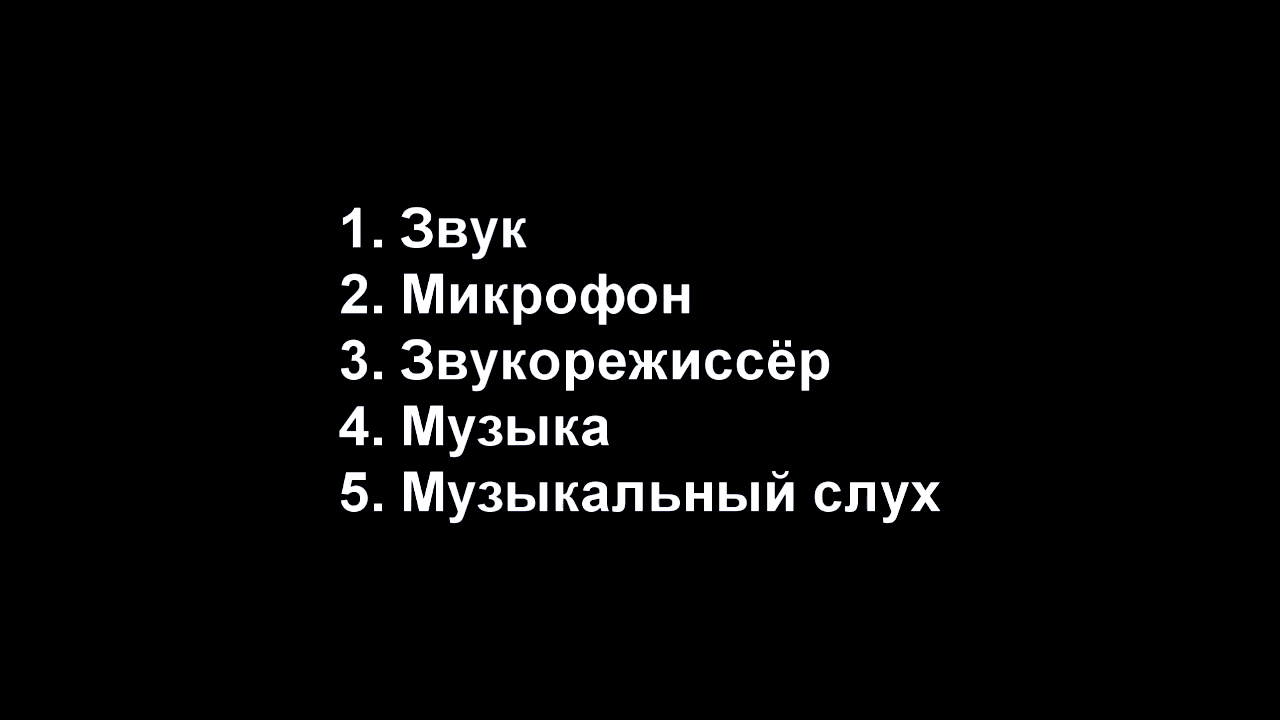 1. Звук
2. Микрофон
3. Звукорежиссёр
4. Музыка
5. Музыкальный слух